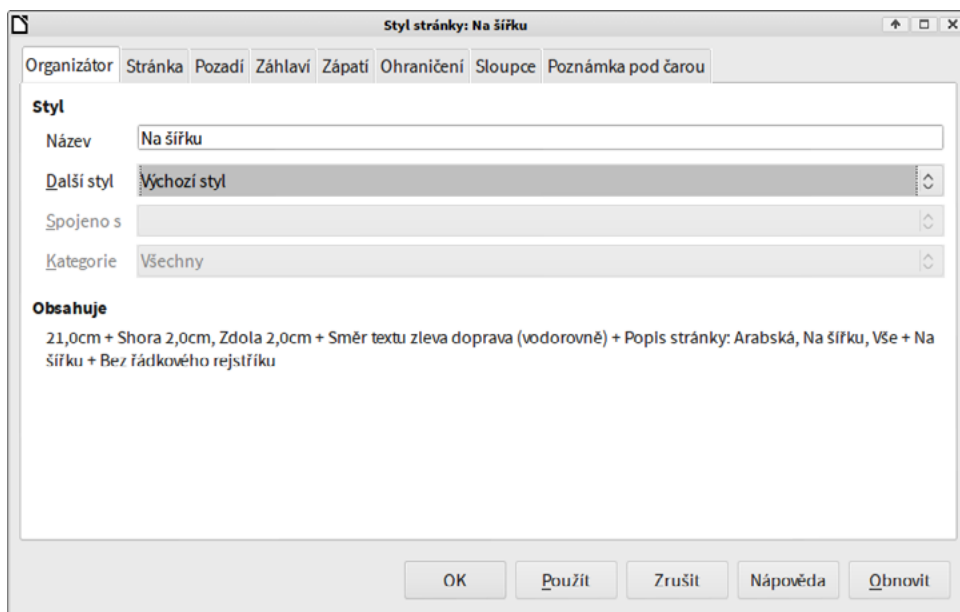 Styl stránky: Na šířku
Organizátor Stránka Pozadí Záhlaví Zápatí Ohraničení Sloupce Poznámka pod čarou
Styl
Název Na šířku
Další styl Výchozí styl
Spojeno s
Kategorie Všechny
Obsahuje
21,0cm + Shora 2,0cm, Zdola 2,0cm + Směr textu zleva doprava (vodorovně) + Popis stránky: Arabská, Na šířku, Vše + Na
šířku + Bez řádkového rejstříku
OK Použít Zrušit Nápověda Obnovit